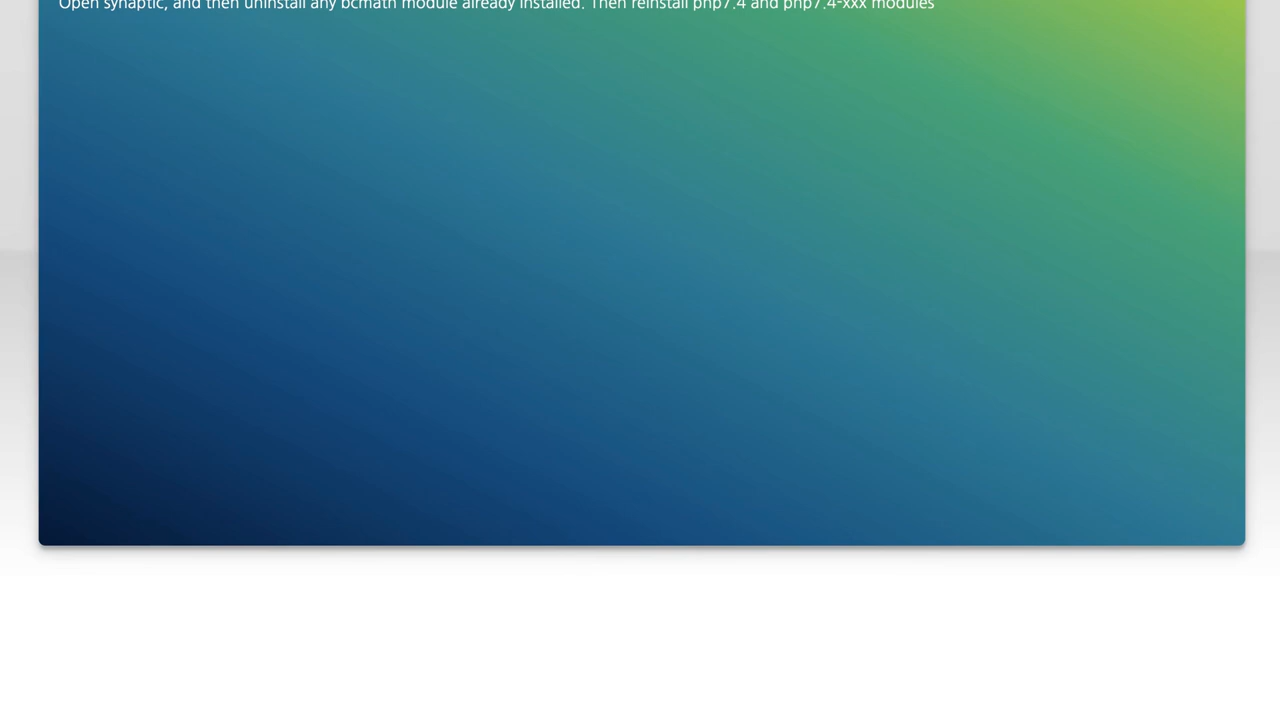 Open synaptic, and then uninstall any bcmath module already installed. Then reinstall php7.4 and php7.4-xxx modules